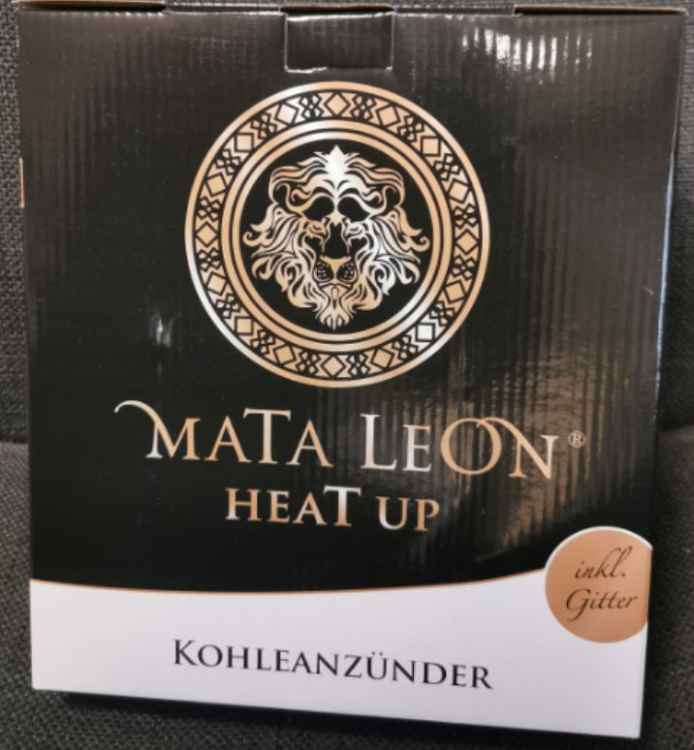 MATA LEON®
HEAT UP
inkl.
Gitter
KOHLEANZÜNDER